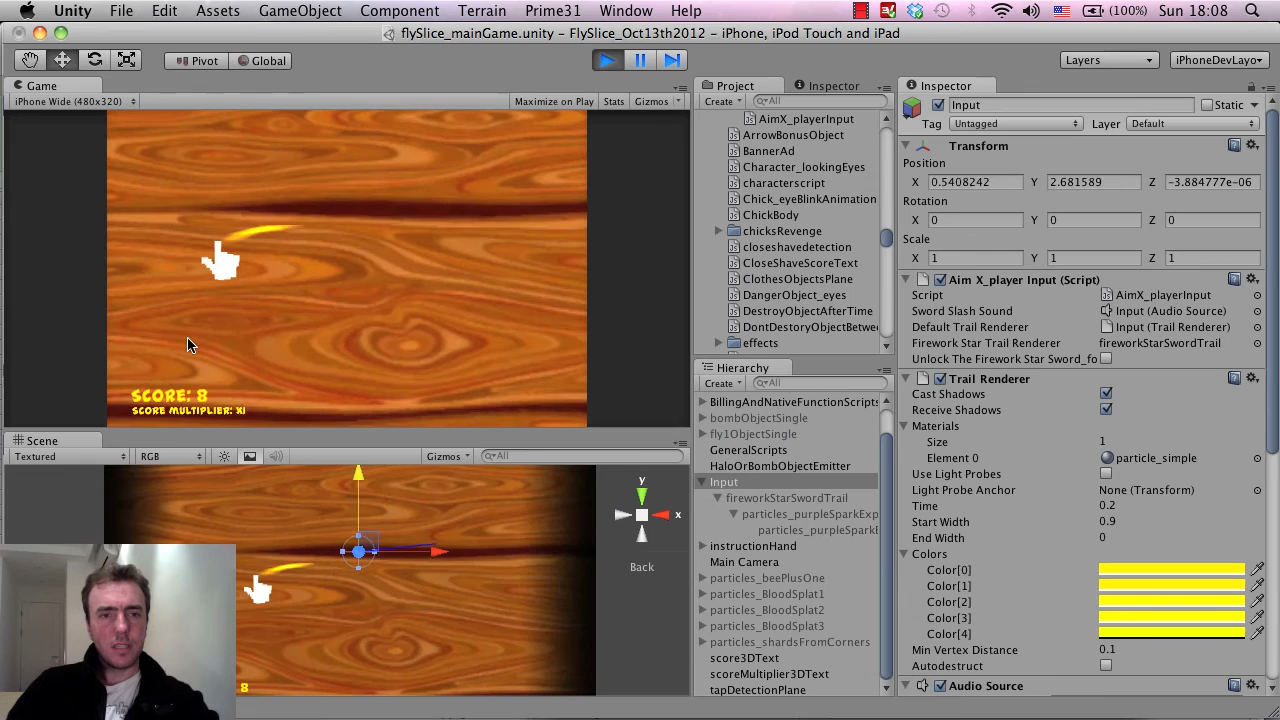 Unity File Edit Assets GameObject Component Terrain Prime31 Window Help (100%) Sun 18:08
flySlice_mainGame.unity - FlySlice_Oct13th2012 - iPhone, iPod Touch and iPad
Pivot Global Layers iPhoneDevLayo
Game
iPhone Wide (480x320) Maximize on Play Stats Gizmos
SCORE: 8
SCORE MULTIPLIER: X1
Scene
Textured RGB Gizmos All
y
x
Back
8
Project Inspector
Create All
AimX_playerInput
ArrowBonusObject
BannerAd
Character_lookingEyes
characterscript
Chick_eyeBlinkAnimation
ChickBody
chicksRevenge
closeshavedetection
CloseShaveScoreText
ClothesObjectsPlane
DangerObject_eyes
DestroyObjectAfterTime
DontDestoryObjectBetwe
effects
Hierarchy
Create All
BillingAndNativeFunctionScripts
bombObjectSingle
fly1ObjectSingle
GeneralScripts
HaloOrBombObjectEmitter
Input
fireworkStarSwordTrail
particles_purpleSparkExp
particles_purpleSparkE
instructionHand
Main Camera
particles_beePlusOne
particles_BloodSplat1
particles_BloodSplat2
particles_BloodSplat3
particles_shardsFromCorners
score3DText
scoreMultiplier3DText
tapDetectionPlane
Inspector
Input Static
Tag Untagged Layer Default
Transform
Position
X 0.5408242 Y 2.681589 Z -3.884777e-06
Rotation
X 0 Y 0 Z 0
Scale
X 1 Y 1 Z 1
Aim X_player Input (Script)
Script AimX_playerInput
Sword Slash Sound Input (Audio Source)
Default Trail Renderer Input (Trail Renderer)
Firework Star Trail Renderer fireworkStarSwordTrail
Unlock The Firework Star Sword_fo
Trail Renderer
Cast Shadows
Receive Shadows
Materials
Size 1
Element 0 particle_simple
Use Light Probes
Light Probe Anchor None (Transform)
Time 0.2
Start Width 0.9
End Width 0
Colors
Color[0]
Color[1]
Color[2]
Color[3]
Color[4]
Min Vertex Distance 0.1
Autodestruct
Audio Source